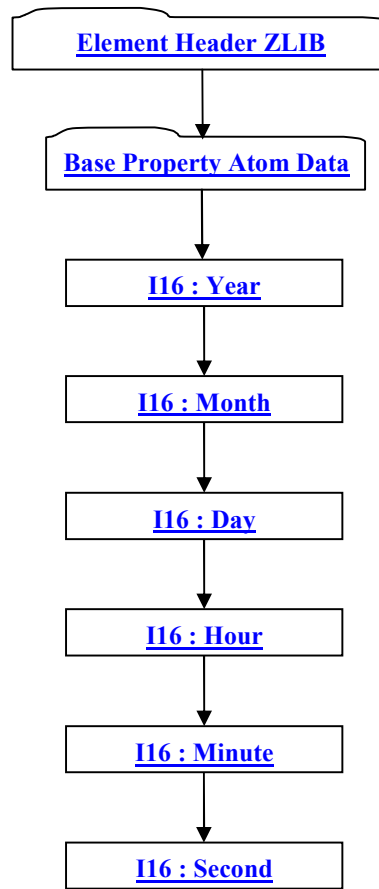 Element Header ZLIB
Base Property Atom Data
I16 : Year
I16 : Month
I16 : Day
I16 : Hour
I16 : Minute
I16 : Second